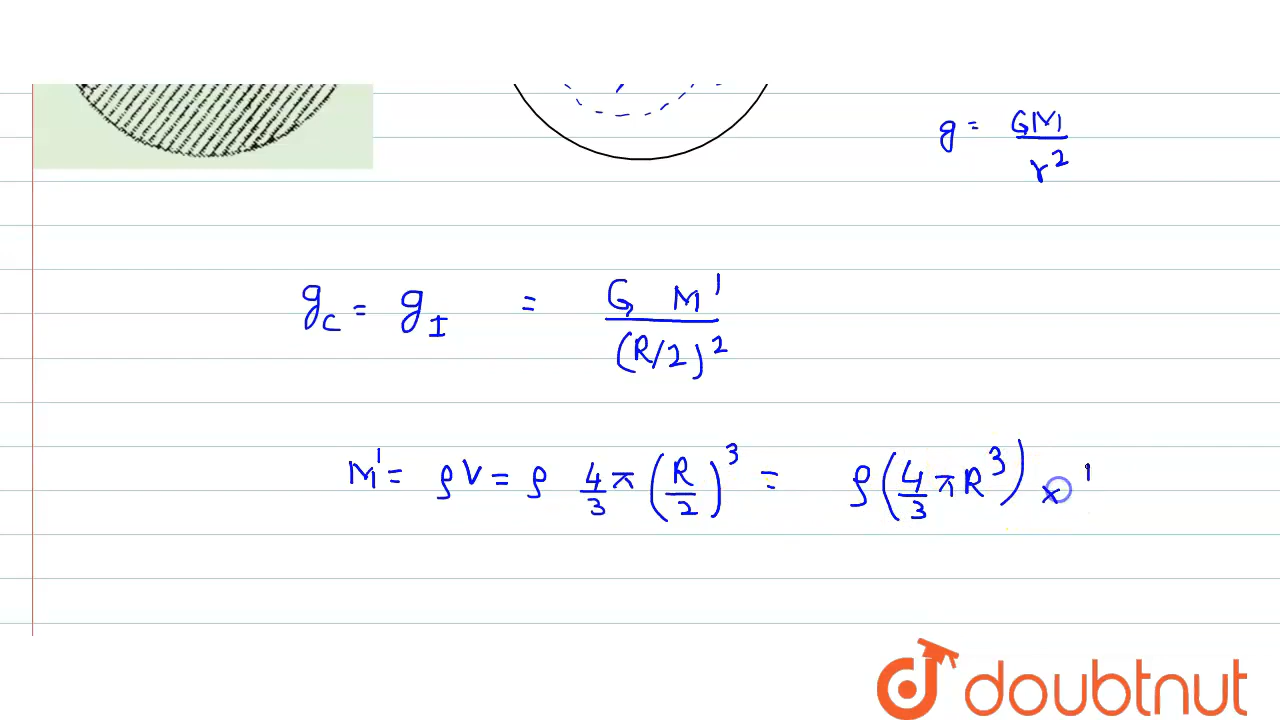 g = GM/r²
g_C = g_I = G M'/(R/2)²
M' = ρV = ρ 4/3 π (R/2)³ = ρ(4/3 πR³) × 1
doubtnut